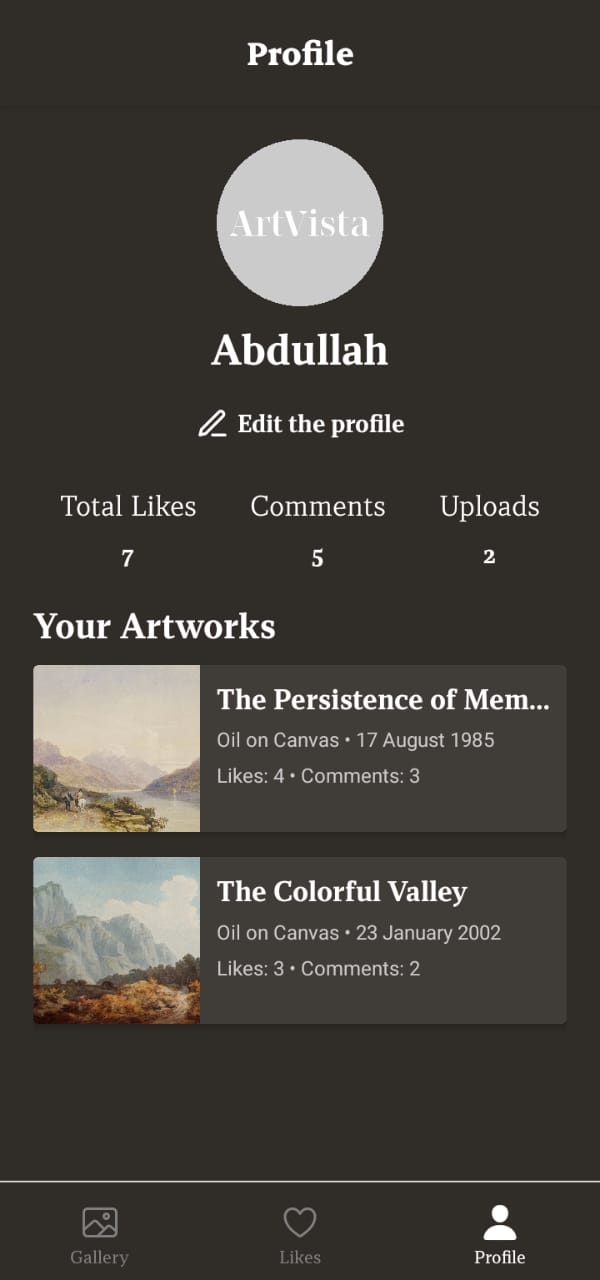 Profile
ArtVista
Abdullah
Edit the profile
Total Likes Comments Uploads
7 5 2
Your Artworks
The Persistence of Mem...
Oil on Canvas • 17 August 1985
Likes: 4 • Comments: 3
The Colorful Valley
Oil on Canvas • 23 January 2002
Likes: 3 • Comments: 2
Gallery Likes Profile